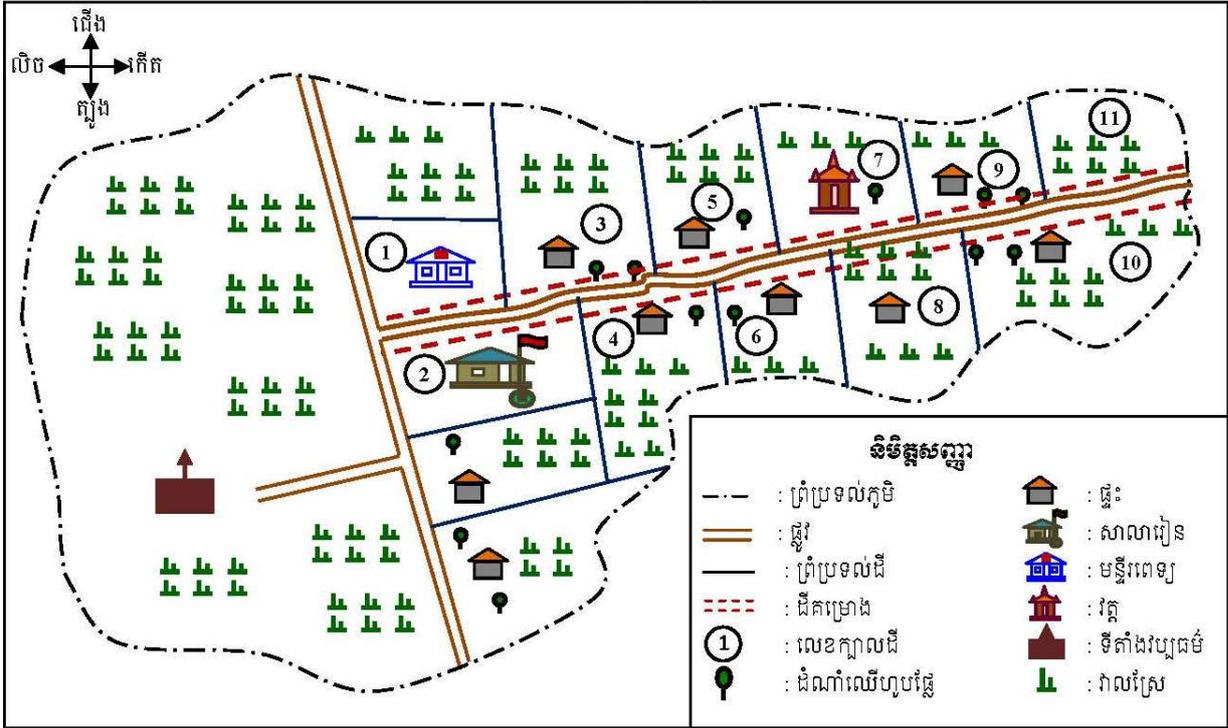 ជើង
លិច កើត
ត្បូង
11
7
9
5
3
1
10
8
6
4
2
និមិត្តសញ្ញា
: ព្រំប្រទល់ភូមិ : ផ្ទះ
: ផ្លូវ : សាលារៀន
: ព្រំប្រទល់ដី : មន្ទីរពេទ្យ
: ដីគម្រោង : វត្ត
1 : លេខក្បាលដី : ទីតាំងវប្បធម៌
: ដំណាំឈើហូបផ្លែ : វាលស្រែ